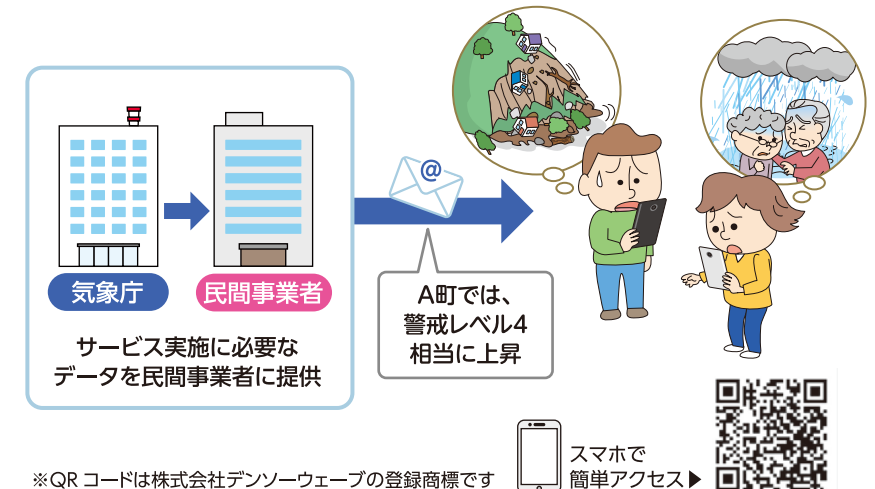 気象庁
民間事業者
サービス実施に必要な
データを民間事業者に提供
@
A町では、
警戒レベル4
相当に上昇
スマホで
簡単アクセス▶
※QRコードは株式会社デンソーウェーブの登録商標です